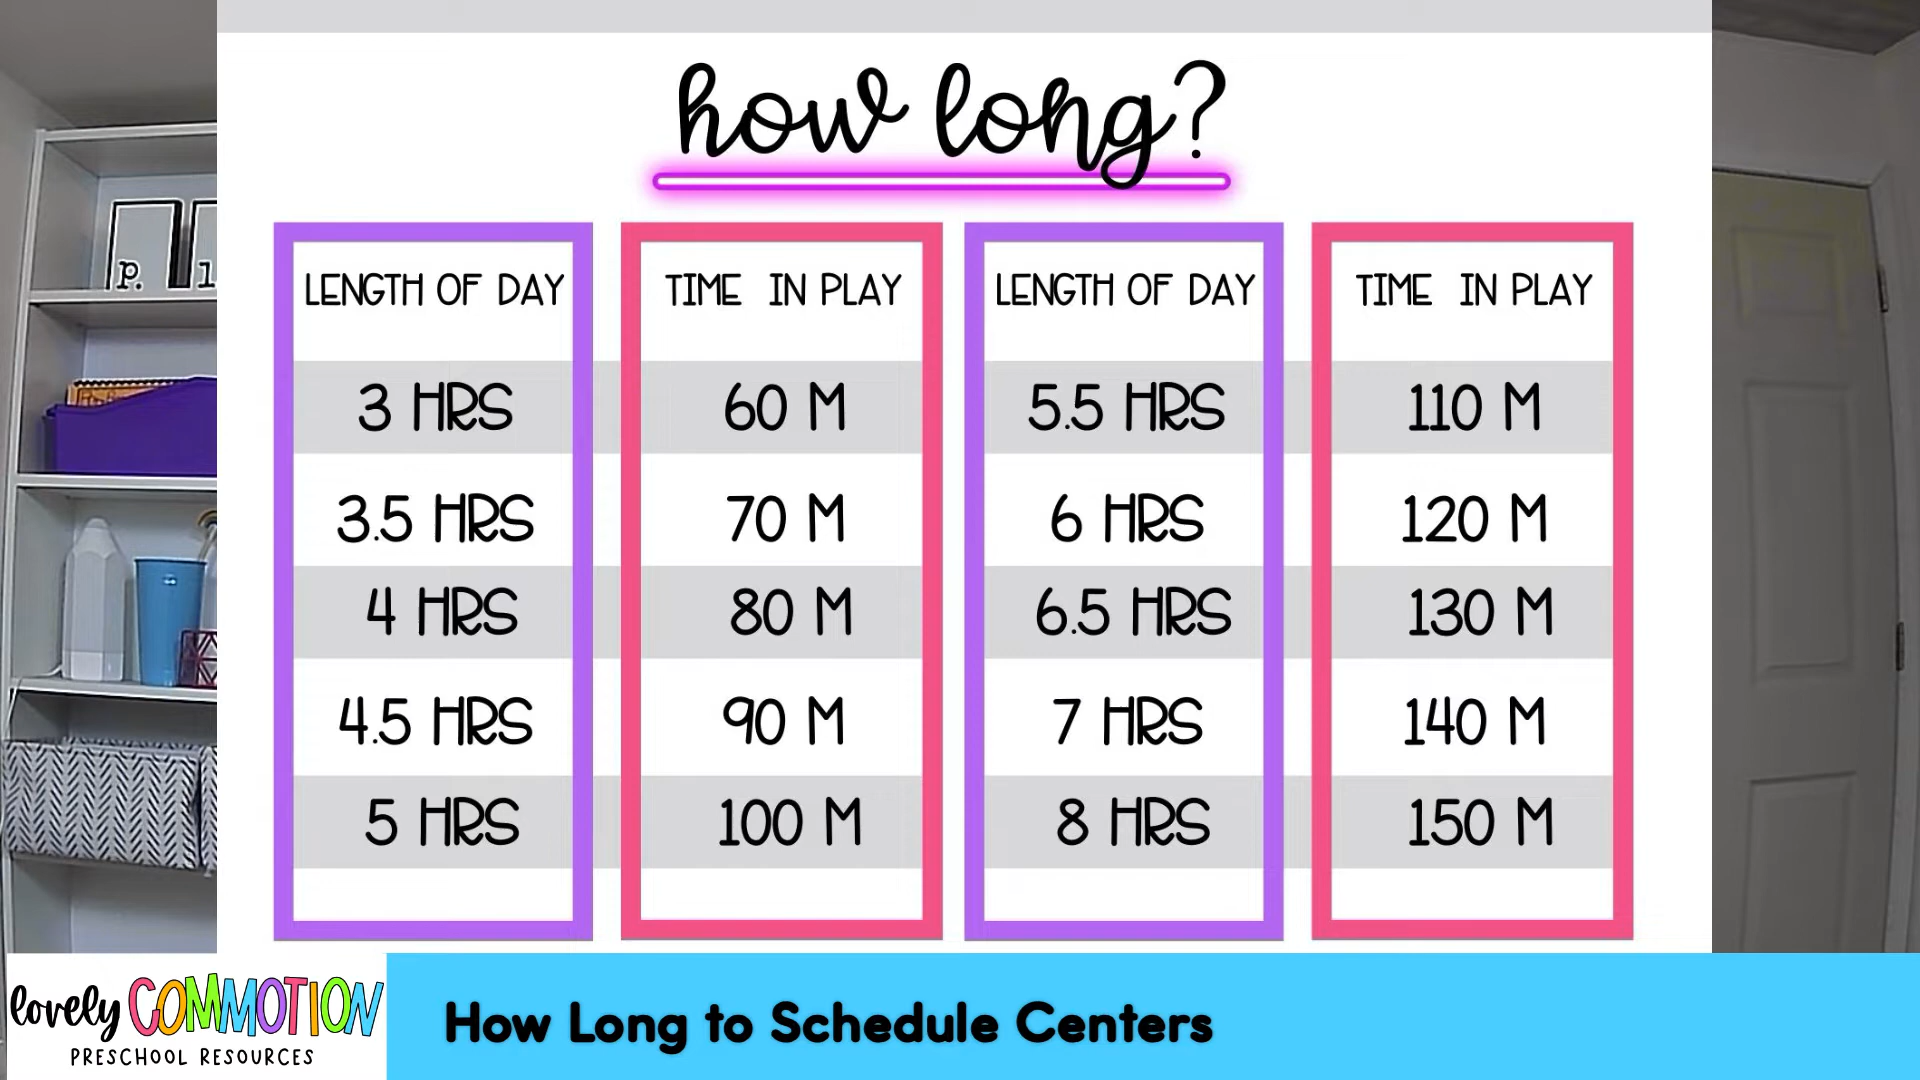 how long?
LENGTH OF DAY TIME IN PLAY LENGTH OF DAY TIME IN PLAY
3 HRS 60 M 5.5 HRS 110 M
3.5 HRS 70 M 6 HRS 120 M
4 HRS 80 M 6.5 HRS 130 M
4.5 HRS 90 M 7 HRS 140 M
5 HRS 100 M 8 HRS 150 M
p. l
lovely COMMOTION
PRESCHOOL RESOURCES
How Long to Schedule Centers